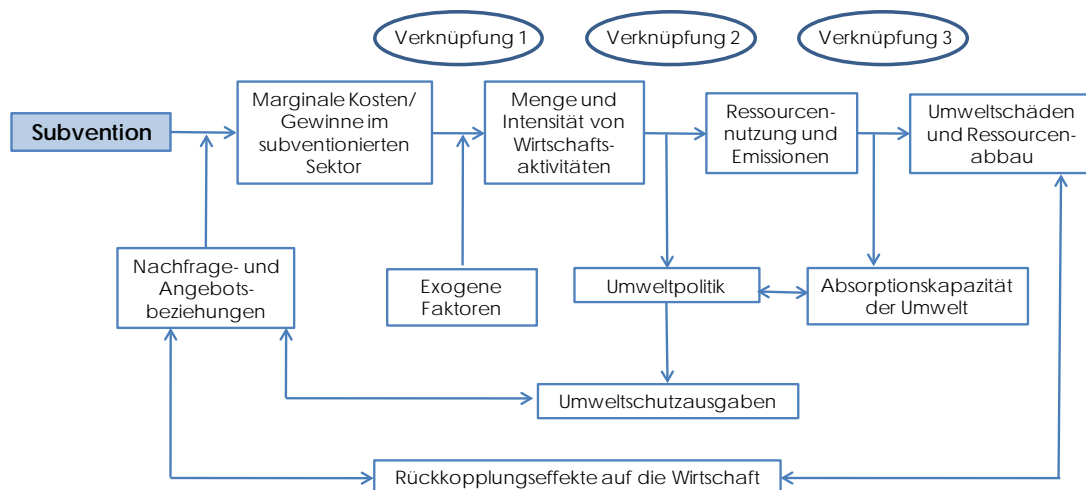 Verknüpfung 1
Verknüpfung 2
Verknüpfung 3
Subvention
Marginale Kosten/
Gewinne im
subventionierten
Sektor
Menge und
Intensität von
Wirtschafts-
aktivitäten
Ressourcen-
nutzung und
Emissionen
Umweltschäden
und Ressourcen-
abbau
Nachfrage- und
Angebots-
beziehungen
Exogene
Faktoren
Umweltpolitik
Absorptionskapazität
der Umwelt
Umweltschutzausgaben
Rückkopplungseffekte auf die Wirtschaft